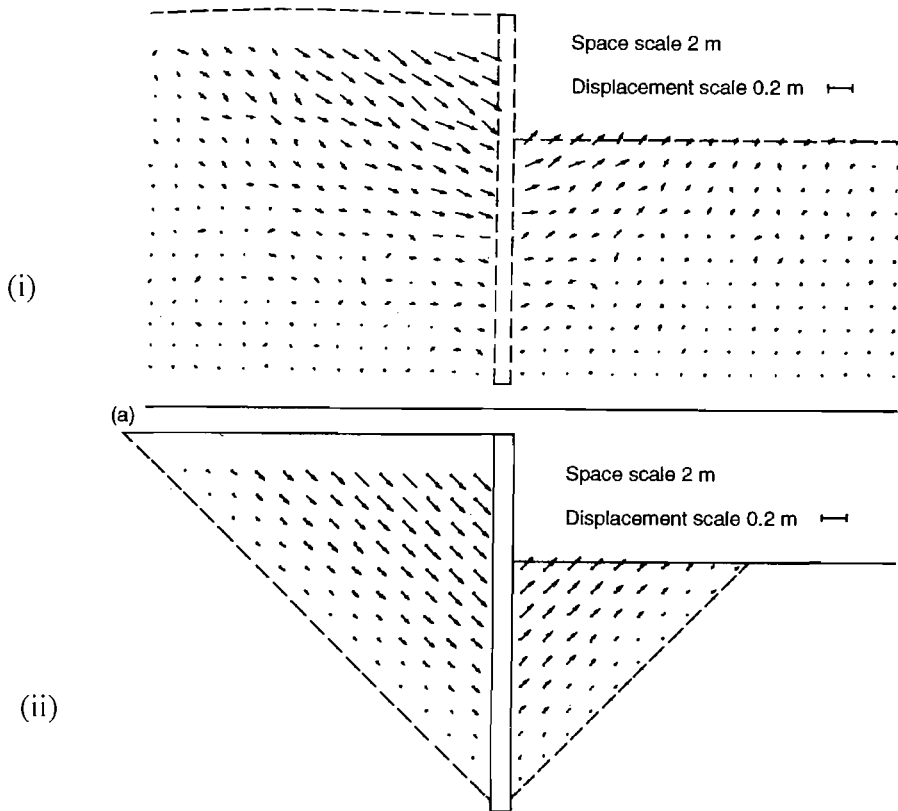 Space scale 2 m
Displacement scale 0.2 m
(i)
(a)
Space scale 2 m
Displacement scale 0.2 m
(ii)